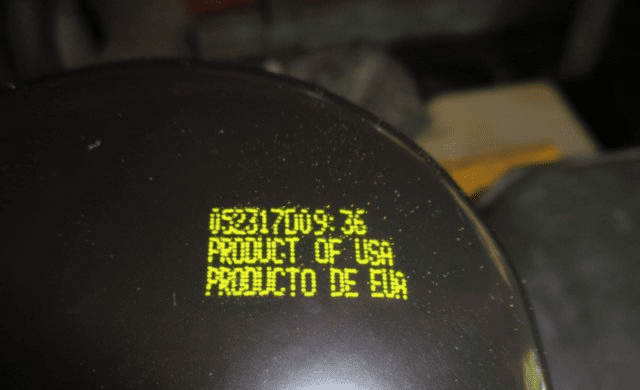 052317D09:36
PRODUCT OF USA
PRODUCTO DE EUA